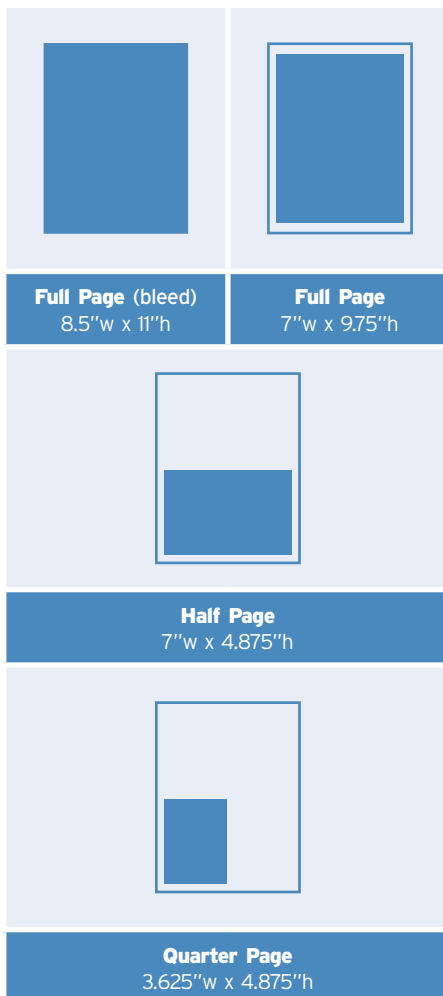 Full Page (bleed)
8.5"w x 11"h
Full Page
7"w x 9.75"h
Half Page
7"w x 4.875"h
Quarter Page
3.625"w x 4.875"h